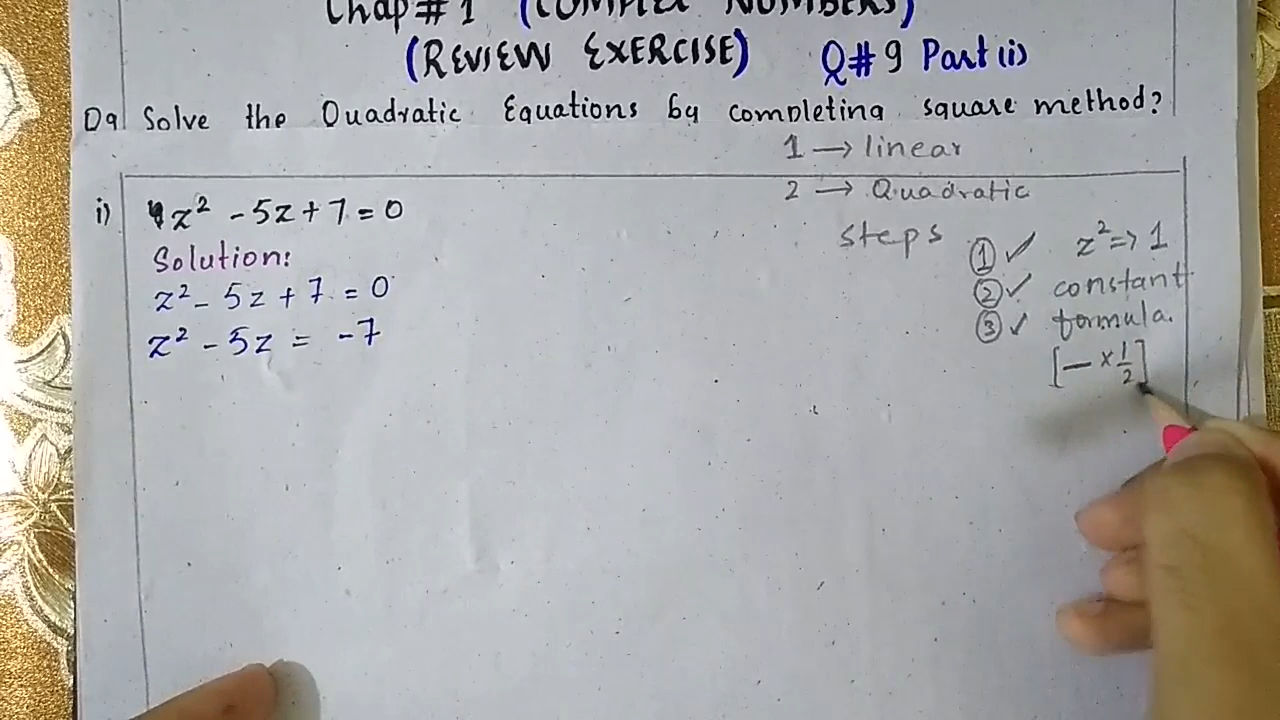 Chap # 1 (COMPLEX NUMBERS)
(REVIEW EXERCISE) Q# 9 Part (i)
Q9 Solve the Quadratic Equations by completing square method?
1 → linear
2 → Quadratic
i) z² - 5z + 7 = 0
Solution:
z² - 5z + 7 = 0
z² - 5z = -7
steps
① ✓ z² => 1
② ✓ constant
③ ✓ formula.
[— × 1/2]